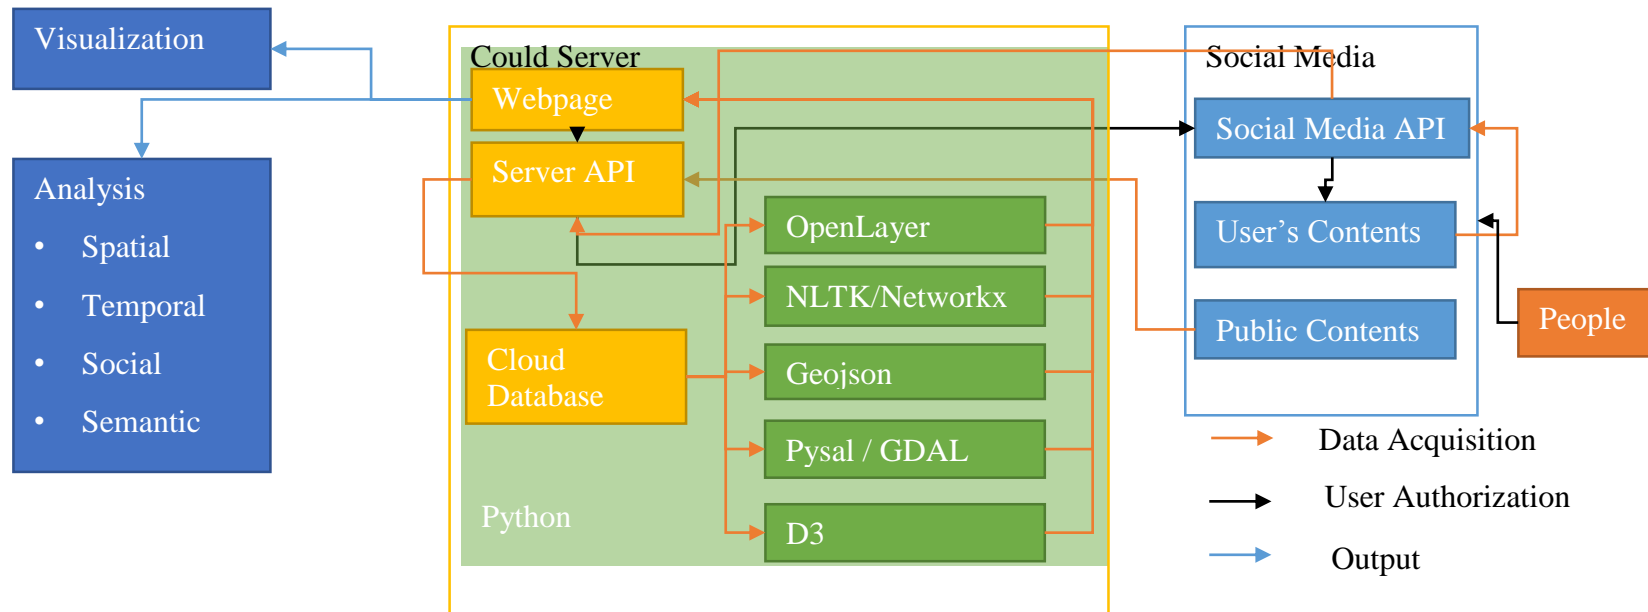 Visualization
Analysis
• Spatial
• Temporal
• Social
• Semantic
Could Server
Webpage
Server API
Cloud
Database
Python
OpenLayer
NLTK/Networkx
Geojson
Pysal / GDAL
D3
Social Media
Social Media API
User’s Contents
Public Contents
People
Data Acquisition
User Authorization
Output